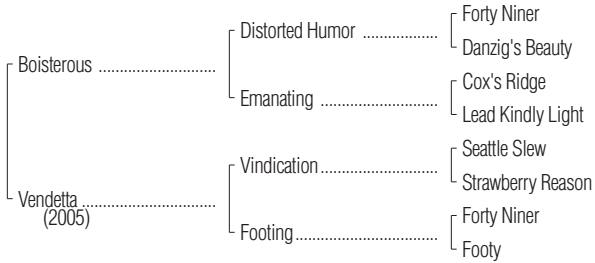 Forty Niner
Distorted Humor ..................
Danzig's Beauty
Boisterous ............................
Cox's Ridge
Emanating ............................
Lead Kindly Light
Seattle Slew
Vindication............................
Strawberry Reason
Vendetta ................................
(2005)
Forty Niner
Footing..................................
Footy